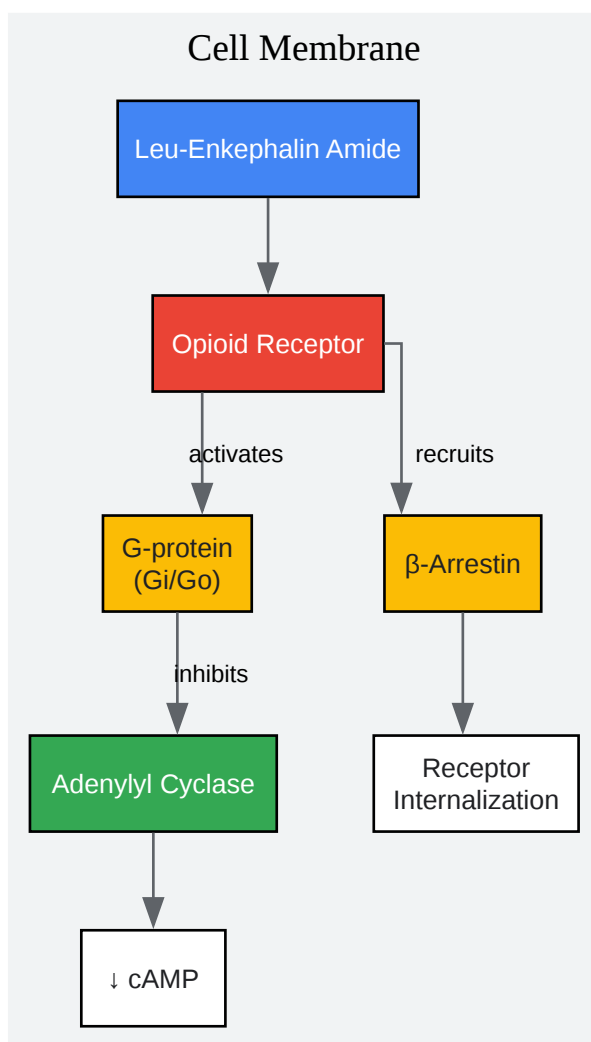 Cell Membrane
Leu-Enkephalin Amide
Opioid Receptor
activates
recruits
G-protein
(Gi/Go)
β-Arrestin
inhibits
Adenylyl Cyclase
Receptor
Internalization
↓ cAMP